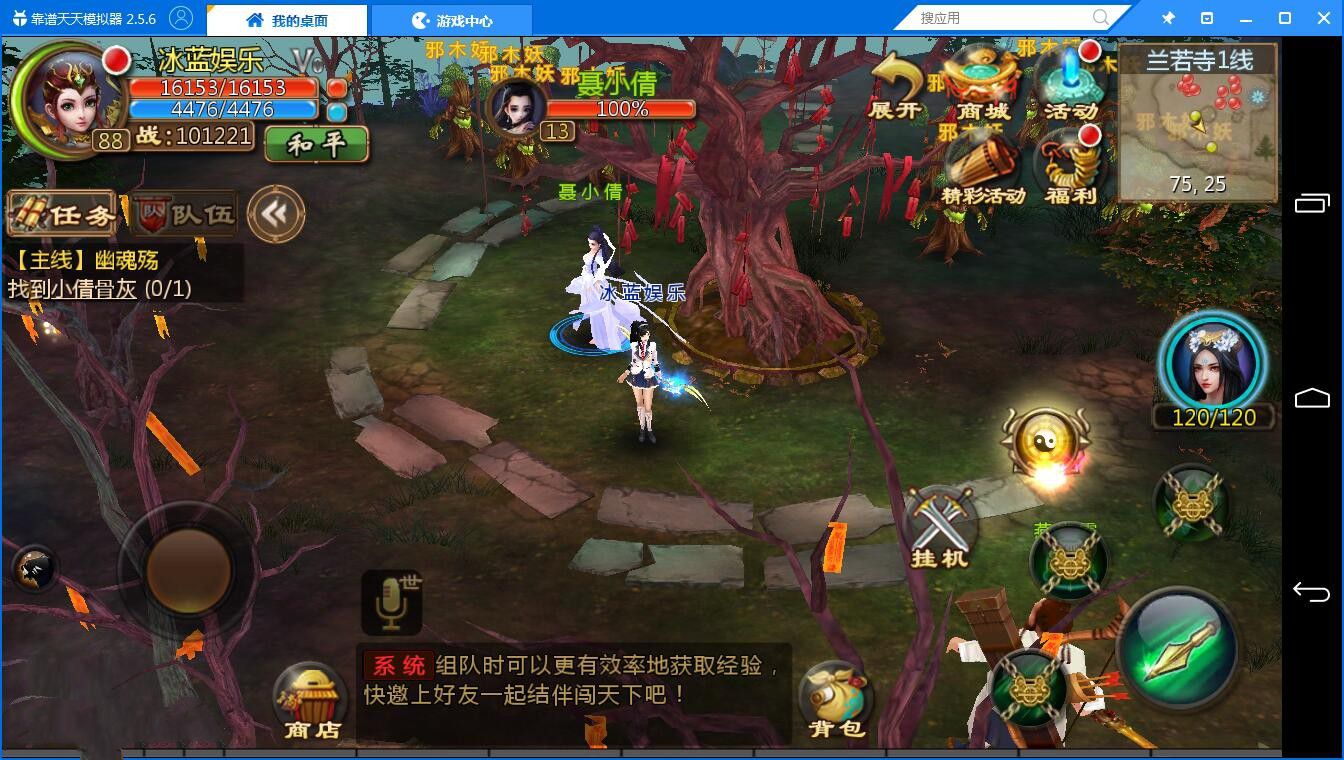 靠谱天天模拟器 2.5.6
我的桌面
游戏中心
搜应用
冰蓝娱乐
16153/16153
4476/4476
88
战:101221
和平
邪木妖
邪木妖
邪木妖
聂小倩
100%
13
展开
商城
活动
精彩活动
福利
兰若寺1线
75, 25
任务
队伍
【主线】幽魂殇
找到小倩骨灰 (0/1)
聂小倩
冰蓝娱乐
120/120
挂机
世
系统 组队时可以更有效率地获取经验，
快邀上好友一起结伴闯天下吧！
商店
背包